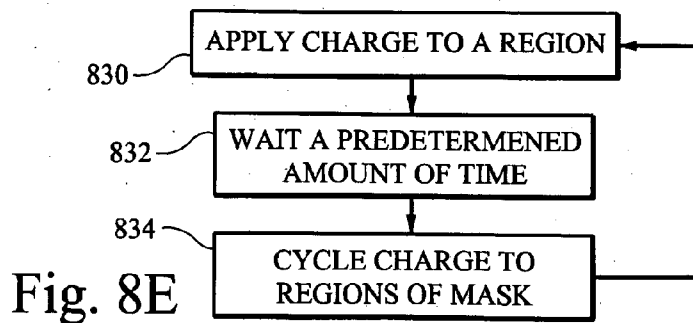 APPLY CHARGE TO A REGION
830
832
WAIT A PREDETERMENED
AMOUNT OF TIME
834
CYCLE CHARGE TO
REGIONS OF MASK
Fig. 8E